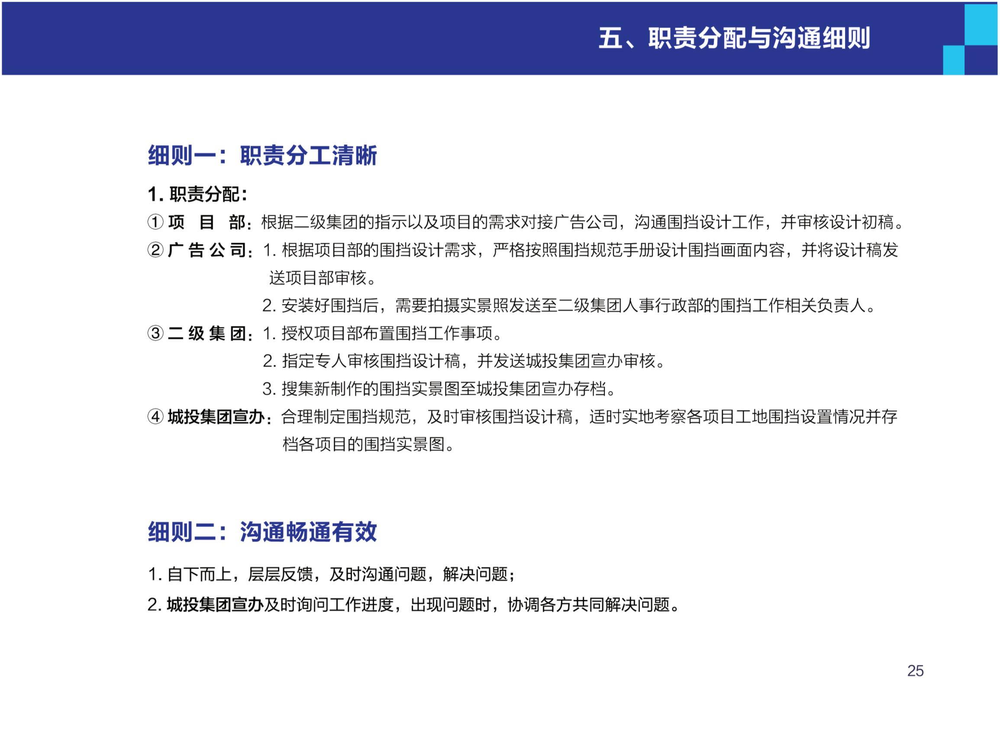 五、职责分配与沟通细则
细则一：职责分工清晰
1. 职责分配：
① 项 目 部：根据二级集团的指示以及项目的需求对接广告公司，沟通围挡设计工作，并审核设计初稿。
② 广 告 公 司：1. 根据项目部的围挡设计需求，严格按照围挡规范手册设计围挡画面内容，并将设计稿发
送项目部审核。
2. 安装好围挡后，需要拍摄实景照发送至二级集团人事行政部的围挡工作相关负责人。
③ 二 级 集 团：1. 授权项目部布置围挡工作事项。
2. 指定专人审核围挡设计稿，并发送城投集团宣办审核。
3. 搜集新制作的围挡实景图至城投集团宣办存档。
④ 城投集团宣办：合理制定围挡规范，及时审核围挡设计稿，适时实地考察各项目工地围挡设置情况并存
档各项目的围挡实景图。
细则二：沟通畅通有效
1. 自下而上，层层反馈，及时沟通问题，解决问题；
2. 城投集团宣办及时询问工作进度，出现问题时，协调各方共同解决问题。
25